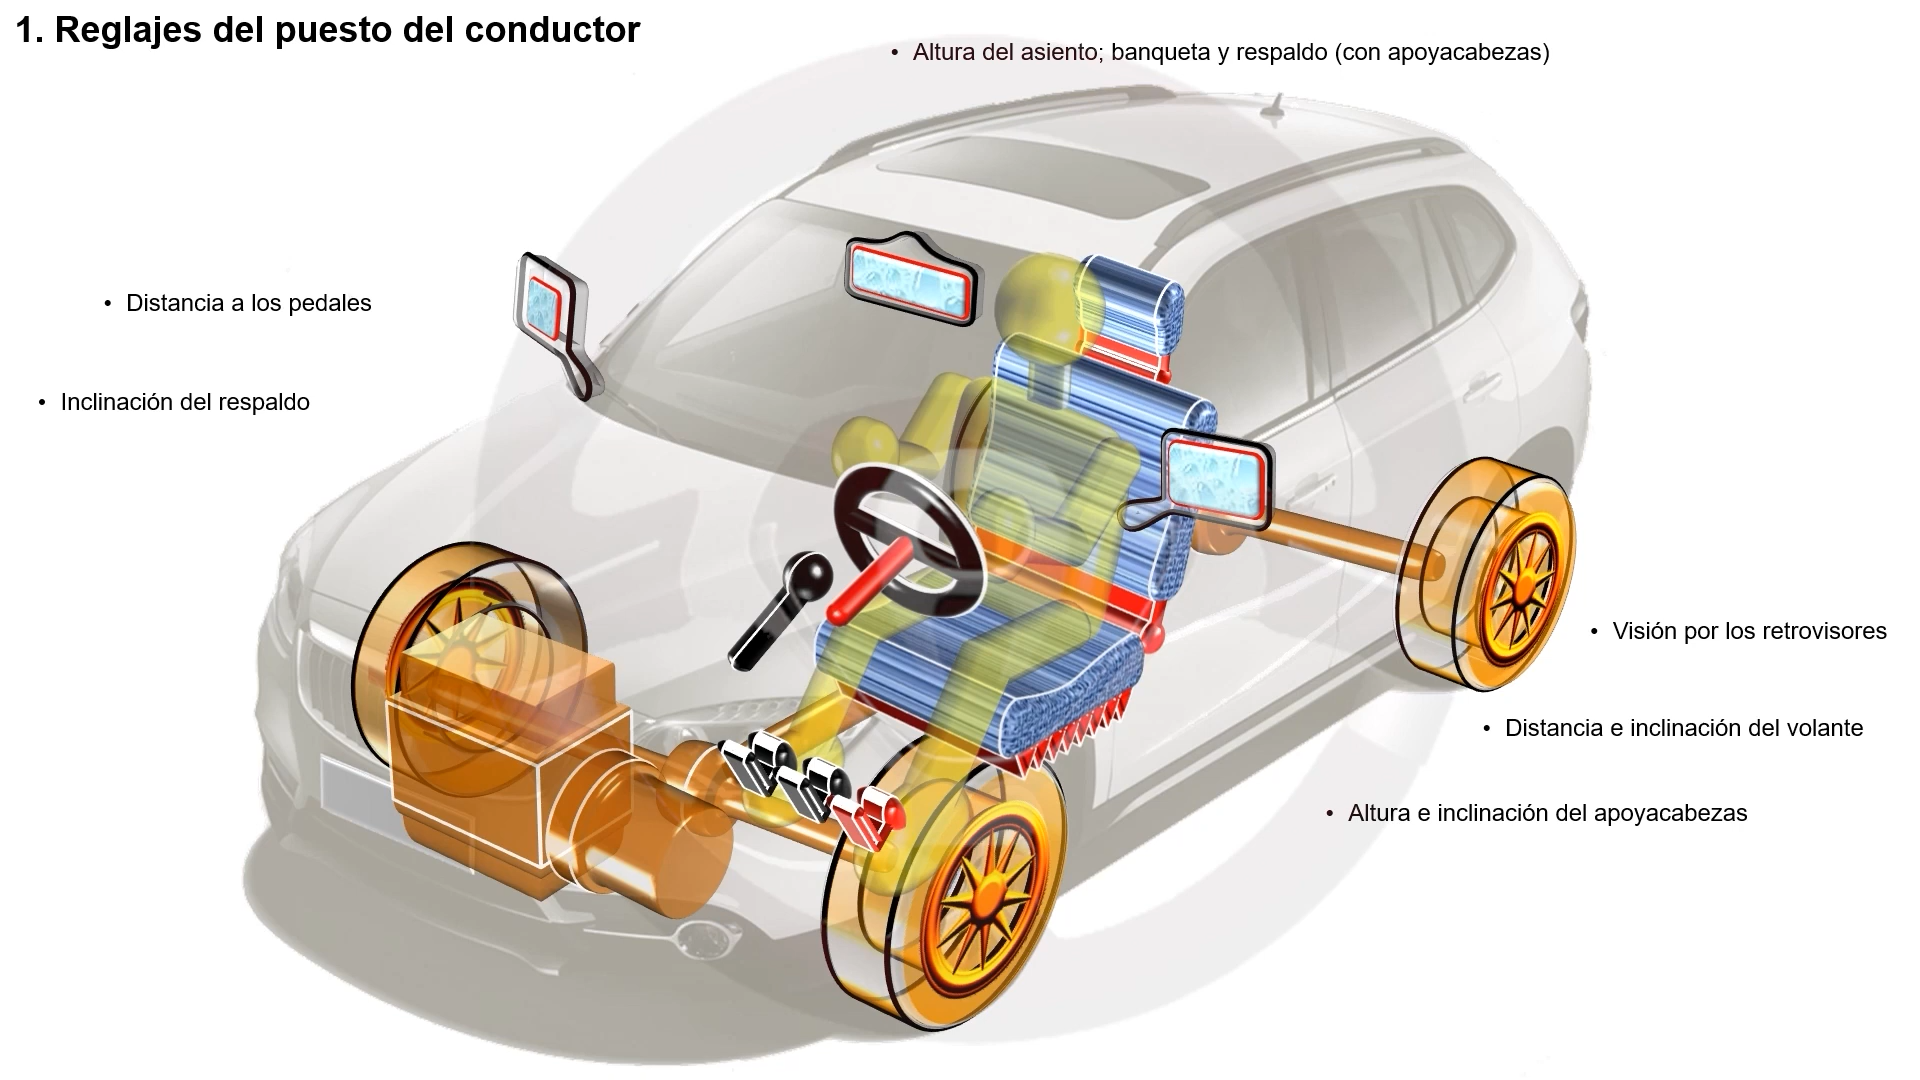 1. Reglajes del puesto del conductor
• Altura del asiento; banqueta y respaldo (con apoyacabezas)
• Distancia a los pedales
• Inclinación del respaldo
• Visión por los retrovisores
• Distancia e inclinación del volante
• Altura e inclinación del apoyacabezas